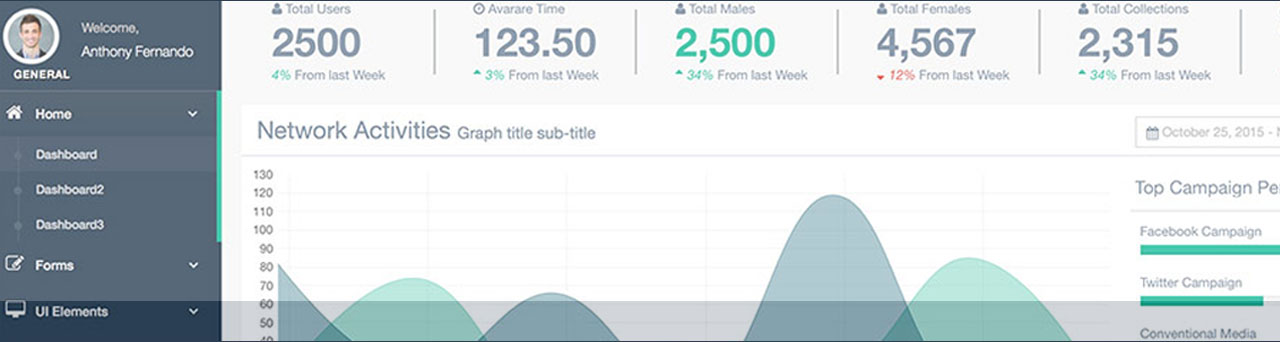 Welcome,
Anthony Fernando
GENERAL
Home
Dashboard
Dashboard2
Dashboard3
Forms
UI Elements
Total Users
2500
4% From last Week
Avarare Time
123.50
3% From last Week
Total Males
2,500
34% From last Week
Total Females
4,567
12% From last Week
Total Collections
2,315
34% From last Week
Network Activities Graph title sub-title
October 25, 2015 -
130
120
110
100
90
80
70
60
50
40
Top Campaign
Facebook Campaign
Twitter Campaign
Conventional Media